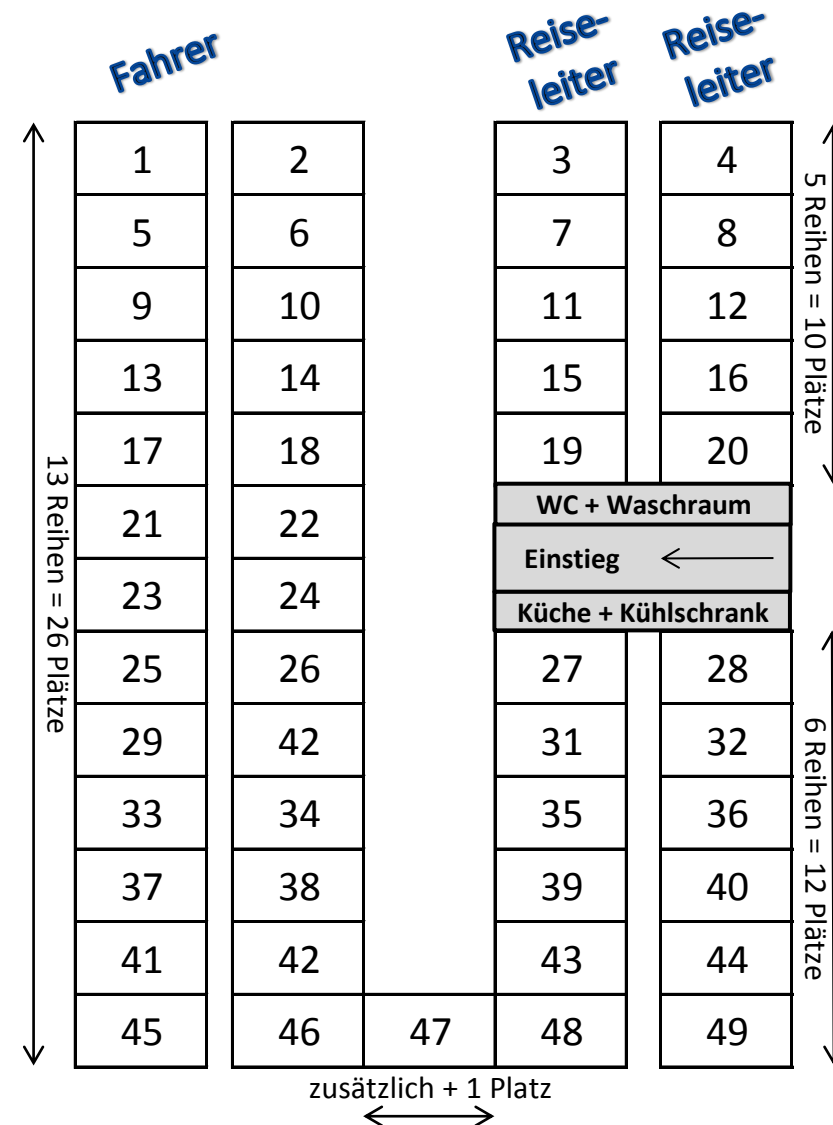 Fahrer Reise- Reise-
leiter leiter
1 2 3 4
5 6 7 8
9 10 11 12
13 14 15 16
17 18 19 20
5 Reihen = 10 Plätze
WC + Waschraum
21 22
Einstieg
23 24
Küche + Kühlschrank
13 Reihen = 26 Plätze
25 26 27 28
29 42 31 32
33 34 35 36
37 38 39 40
41 42 43 44
45 46 47 48 49
6 Reihen = 12 Plätze
zusätzlich + 1 Platz